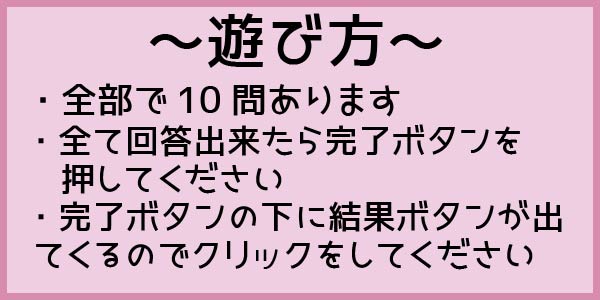 ～遊び方～
・全部で10問あります
・全て回答出来たら完了ボタンを
押してください
・完了ボタンの下に結果ボタンが出
てくるのでクリックをしてください